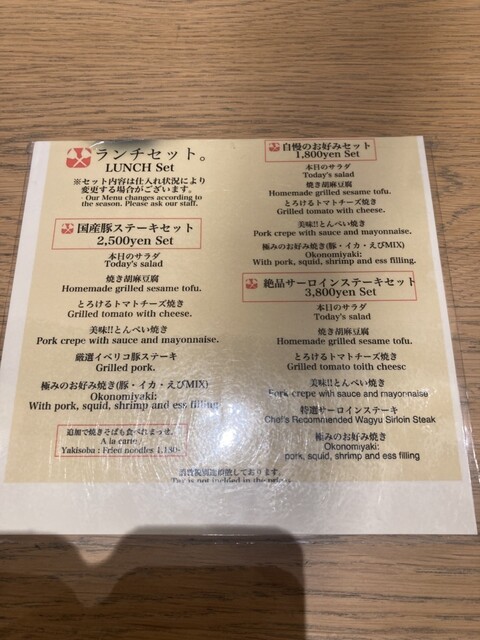 ランチセット。
LUNCH Set
※セット内容は仕入れ状況により
変更する場合がございます。
Our Menu changes according to
the season. Please ask our staff.
国産豚ステーキセット
2,500yen Set
本日のサラダ
Today's salad
焼き胡麻豆腐
Homemade grilled sesame tofu.
とろけるトマトチーズ焼き
Grilled tomato with cheese.
美味!!とんぺい焼き
Pork crepe with sauce and mayonnaise.
厳選イベリコ豚ステーキ
Grilled pork.
極みのお好み焼き(豚・イカ・えびMIX)
Okonomiyaki:
With pork, squid, shrimp and ess filling
追加で焼きそばも食べれまっせ。
A la carte
Yakisoba : Fried noodles 1,130-
自慢のお好みセット
1,800yen Set
本日のサラダ
Today's salad
焼き胡麻豆腐
Homemade grilled sesame tofu.
とろけるトマトチーズ焼き
Grilled tomato with cheese.
美味!!とんぺい焼き
Pork crepe with sauce and mayonnaise.
極みのお好み焼き(豚・イカ・えびMIX)
Okonomiyaki:
With pork, squid, shrimp and ess filling.
絶品サーロインステーキセット
3,800yen Set
本日のサラダ
Today's salad
焼き胡麻豆腐
Homemade grilled sesame tofu.
とろけるトマトチーズ焼き
Grilled tomato toith cheesc
美味!!とんぺい焼き
Pork crepe with sauce and mayonnaise
特選サーロインステーキ
Chef's Recommended Wagyu Sirloin Steak
極みのお好み焼き
Okonomiyaki:
pork, squid, shrimp and ess filling
しております。
Tax is not included in the prices